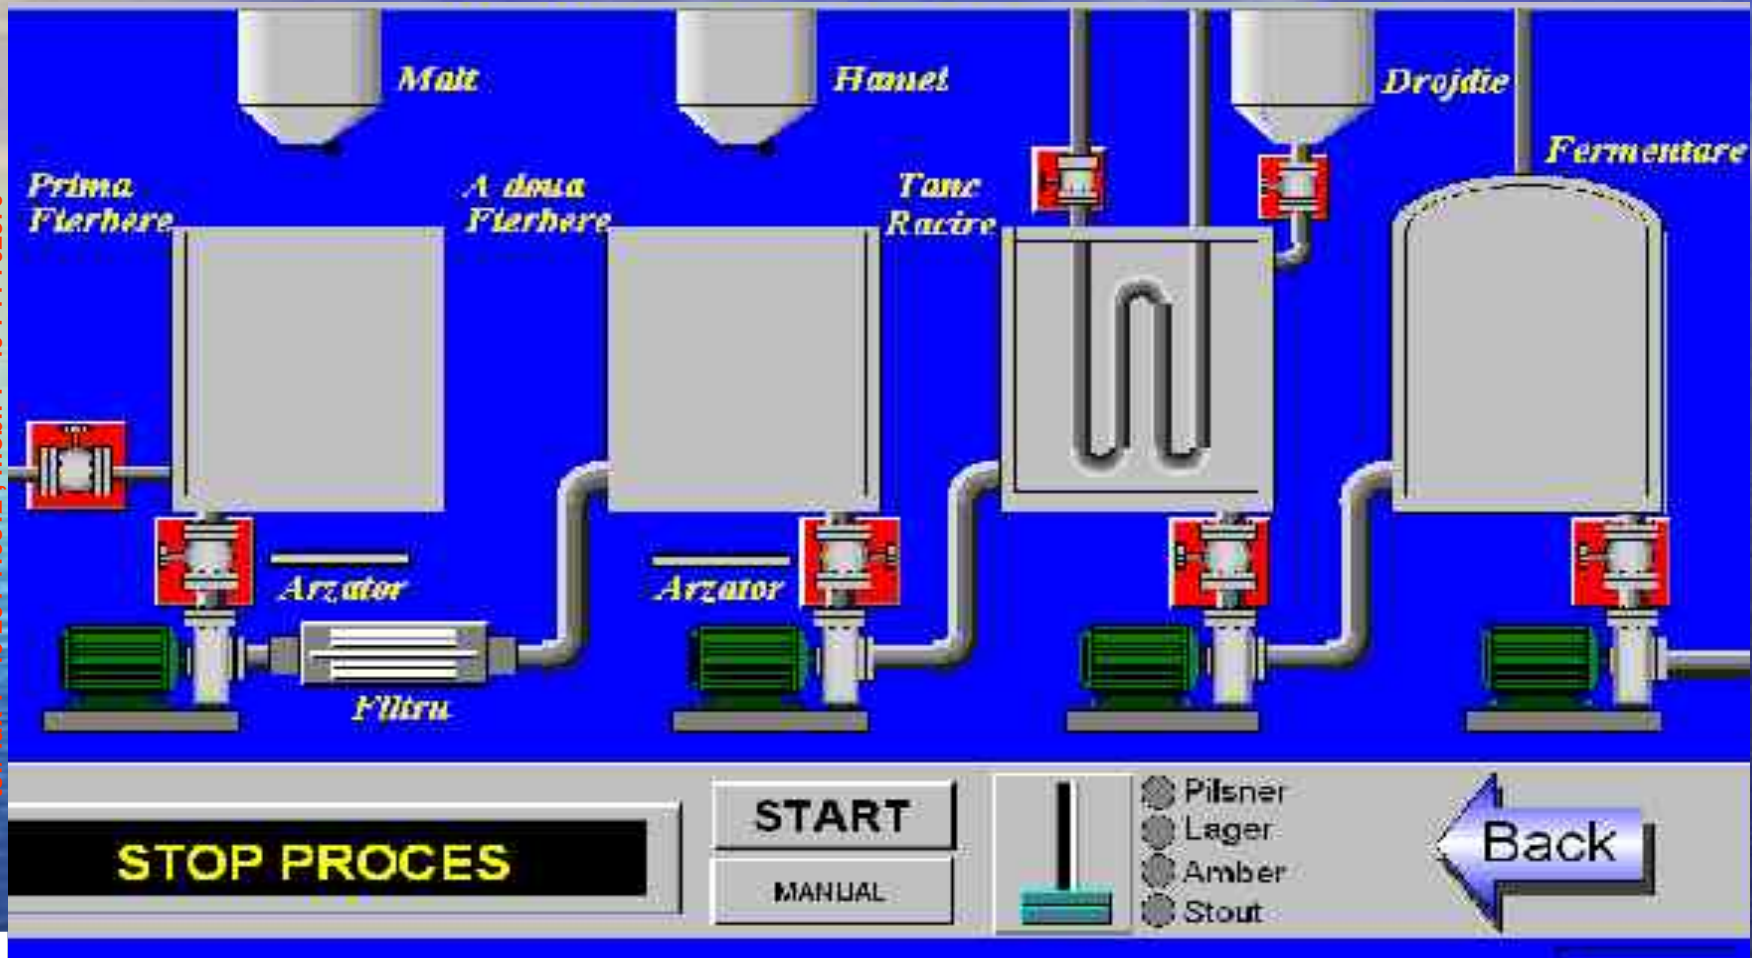 Malt
Hamei
Drojdie
Fermentare
Prima
Fierbere
A doua
Fierbere
Tanc
Racire
Arzator
Arzator
Filtru
STOP PROCES
START
MANUAL
Pilsner
Lager
Amber
Stout
Back